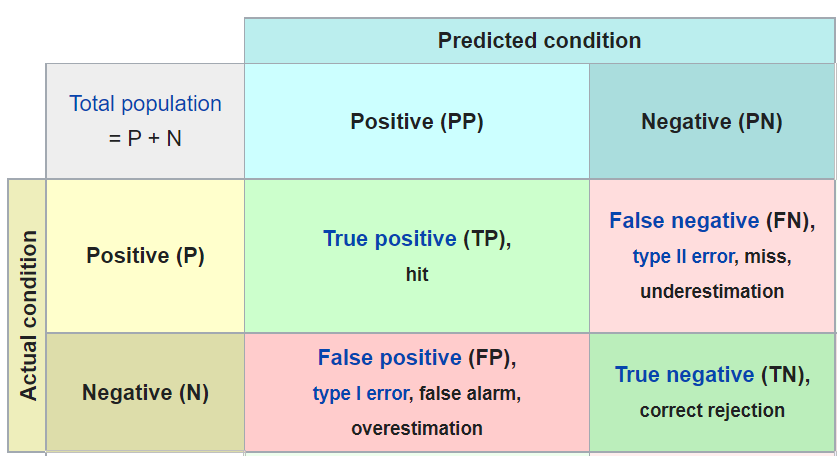 Predicted condition
Total population
= P + N
Positive (PP)
Negative (PN)
Actual condition
Positive (P)
True positive (TP),
hit
False negative (FN),
type II error, miss,
underestimation
Negative (N)
False positive (FP),
type I error, false alarm,
overestimation
True negative (TN),
correct rejection